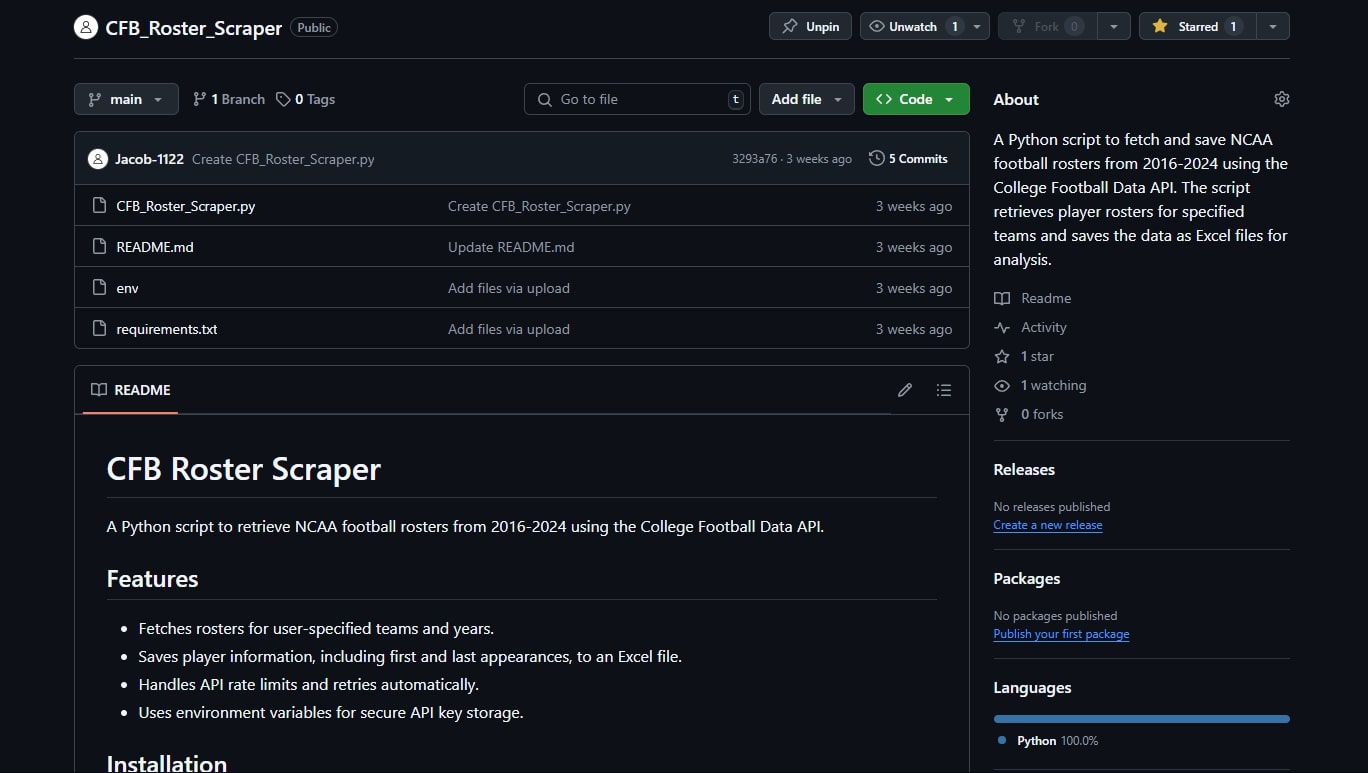 CFB_Roster_Scraper Public Unpin Unwatch 1 Fork 0 Starred 1
main 1 Branch 0 Tags Go to file t Add file Code
Jacob-1122 Create CFB_Roster_Scraper.py 3293a76 · 3 weeks ago 5 Commits
CFB_Roster_Scraper.py Create CFB_Roster_Scraper.py 3 weeks ago
README.md Update README.md 3 weeks ago
env Add files via upload 3 weeks ago
requirements.txt Add files via upload 3 weeks ago
README
CFB Roster Scraper
A Python script to retrieve NCAA football rosters from 2016-2024 using the College Football Data API.
Features
• Fetches rosters for user-specified teams and years.
• Saves player information, including first and last appearances, to an Excel file.
• Handles API rate limits and retries automatically.
• Uses environment variables for secure API key storage.
Installation
About
A Python script to fetch and save NCAA
football rosters from 2016-2024 using the
College Football Data API. The script
retrieves player rosters for specified
teams and saves the data as Excel files for
analysis.
Readme
Activity
1 star
1 watching
0 forks
Releases
No releases published
Create a new release
Packages
No packages published
Publish your first package
Languages
Python 100.0%